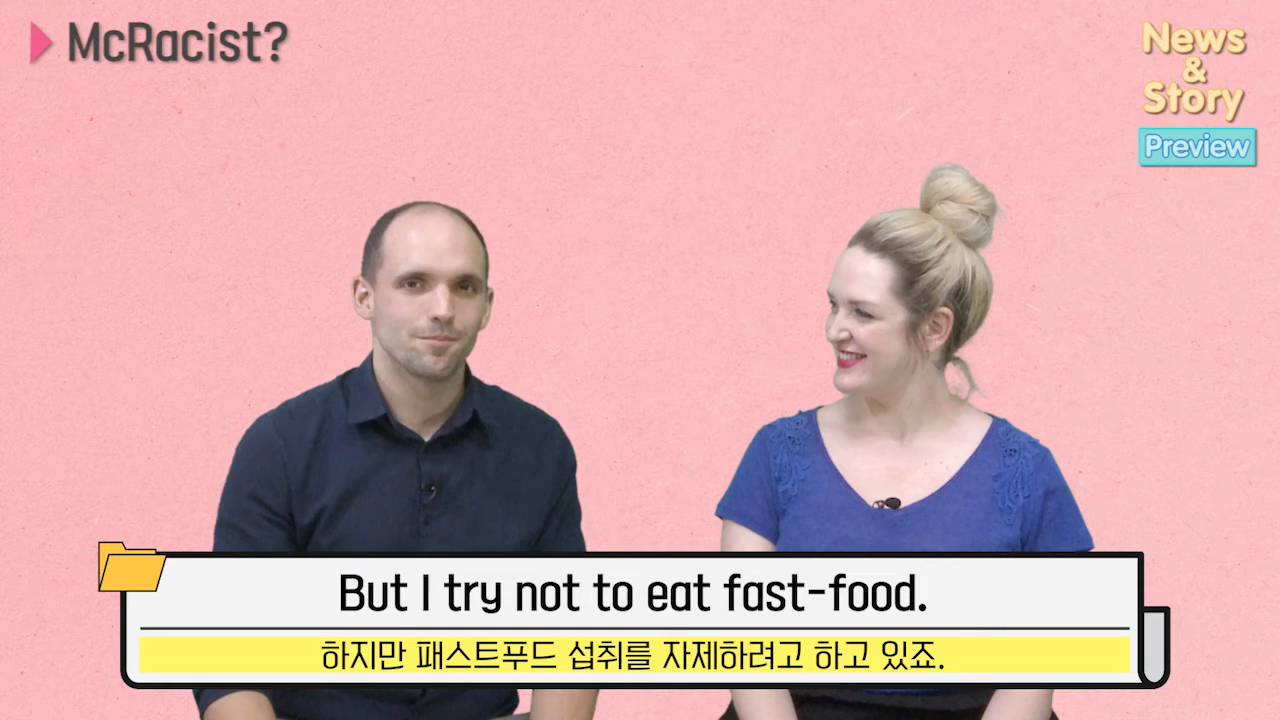 McRacist?
News
&
Story
Preview
But I try not to eat fast-food.
하지만 패스트푸드 섭취를 자제하려고 하고 있죠.